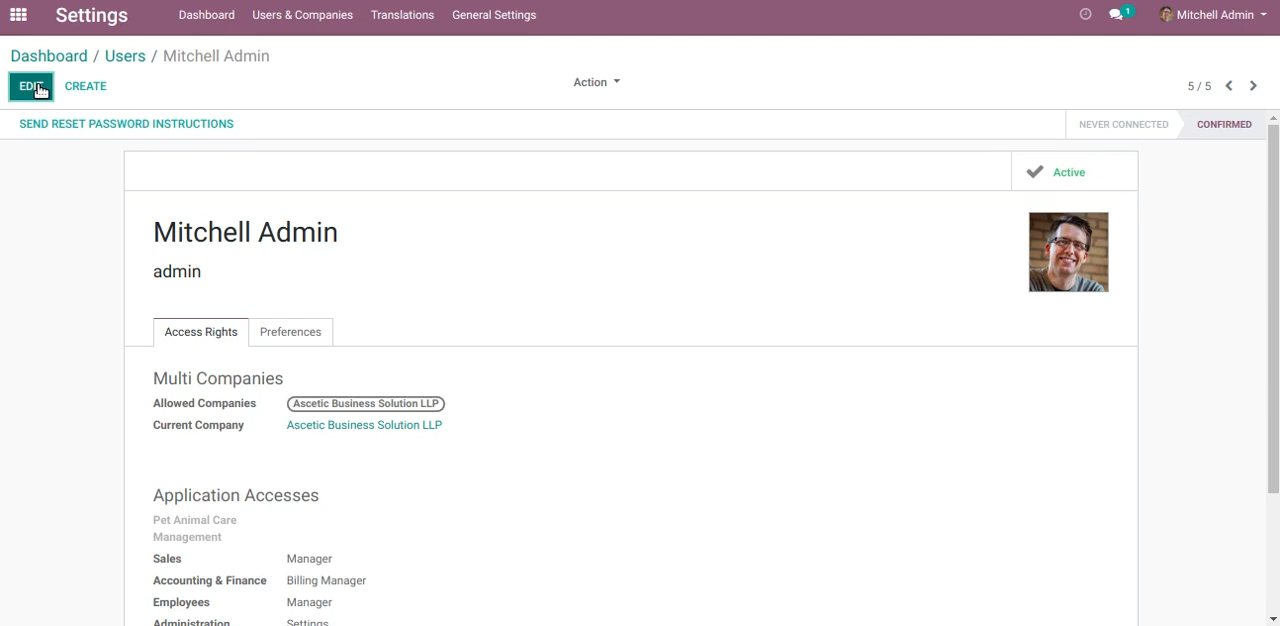 Settings Dashboard Users & Companies Translations General Settings 1 Mitchell Admin
Dashboard / Users / Mitchell Admin
EDIT CREATE Action 5 / 5
SEND RESET PASSWORD INSTRUCTIONS NEVER CONNECTED CONFIRMED
Active
Mitchell Admin
admin
Access Rights Preferences
Multi Companies
Allowed Companies Ascetic Business Solution LLP
Current Company Ascetic Business Solution LLP
Application Accesses
Pet Animal Care
Management
Sales Manager
Accounting & Finance Billing Manager
Employees Manager
Administration Settings